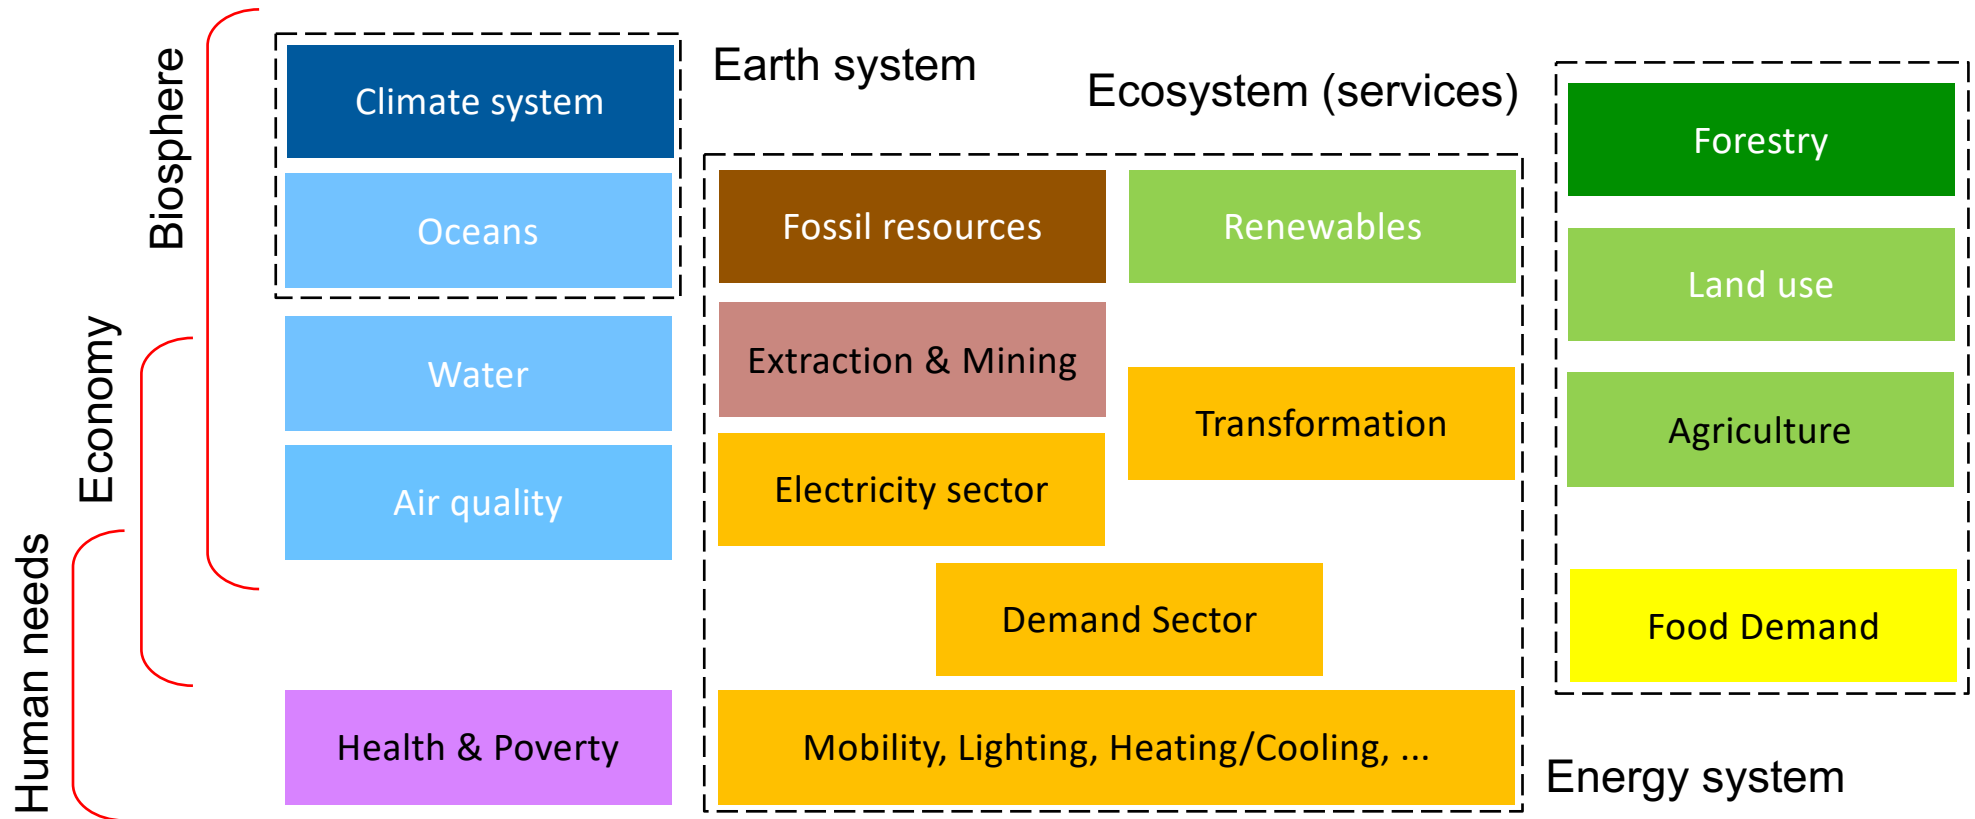 Biosphere
Economy
Human needs
Earth system
Climate system
Oceans
Water
Air quality
Health & Poverty
Fossil resources
Renewables
Extraction & Mining
Transformation
Electricity sector
Demand Sector
Mobility, Lighting, Heating/Cooling, ...
Energy system
Ecosystem (services)
Forestry
Land use
Agriculture
Food Demand